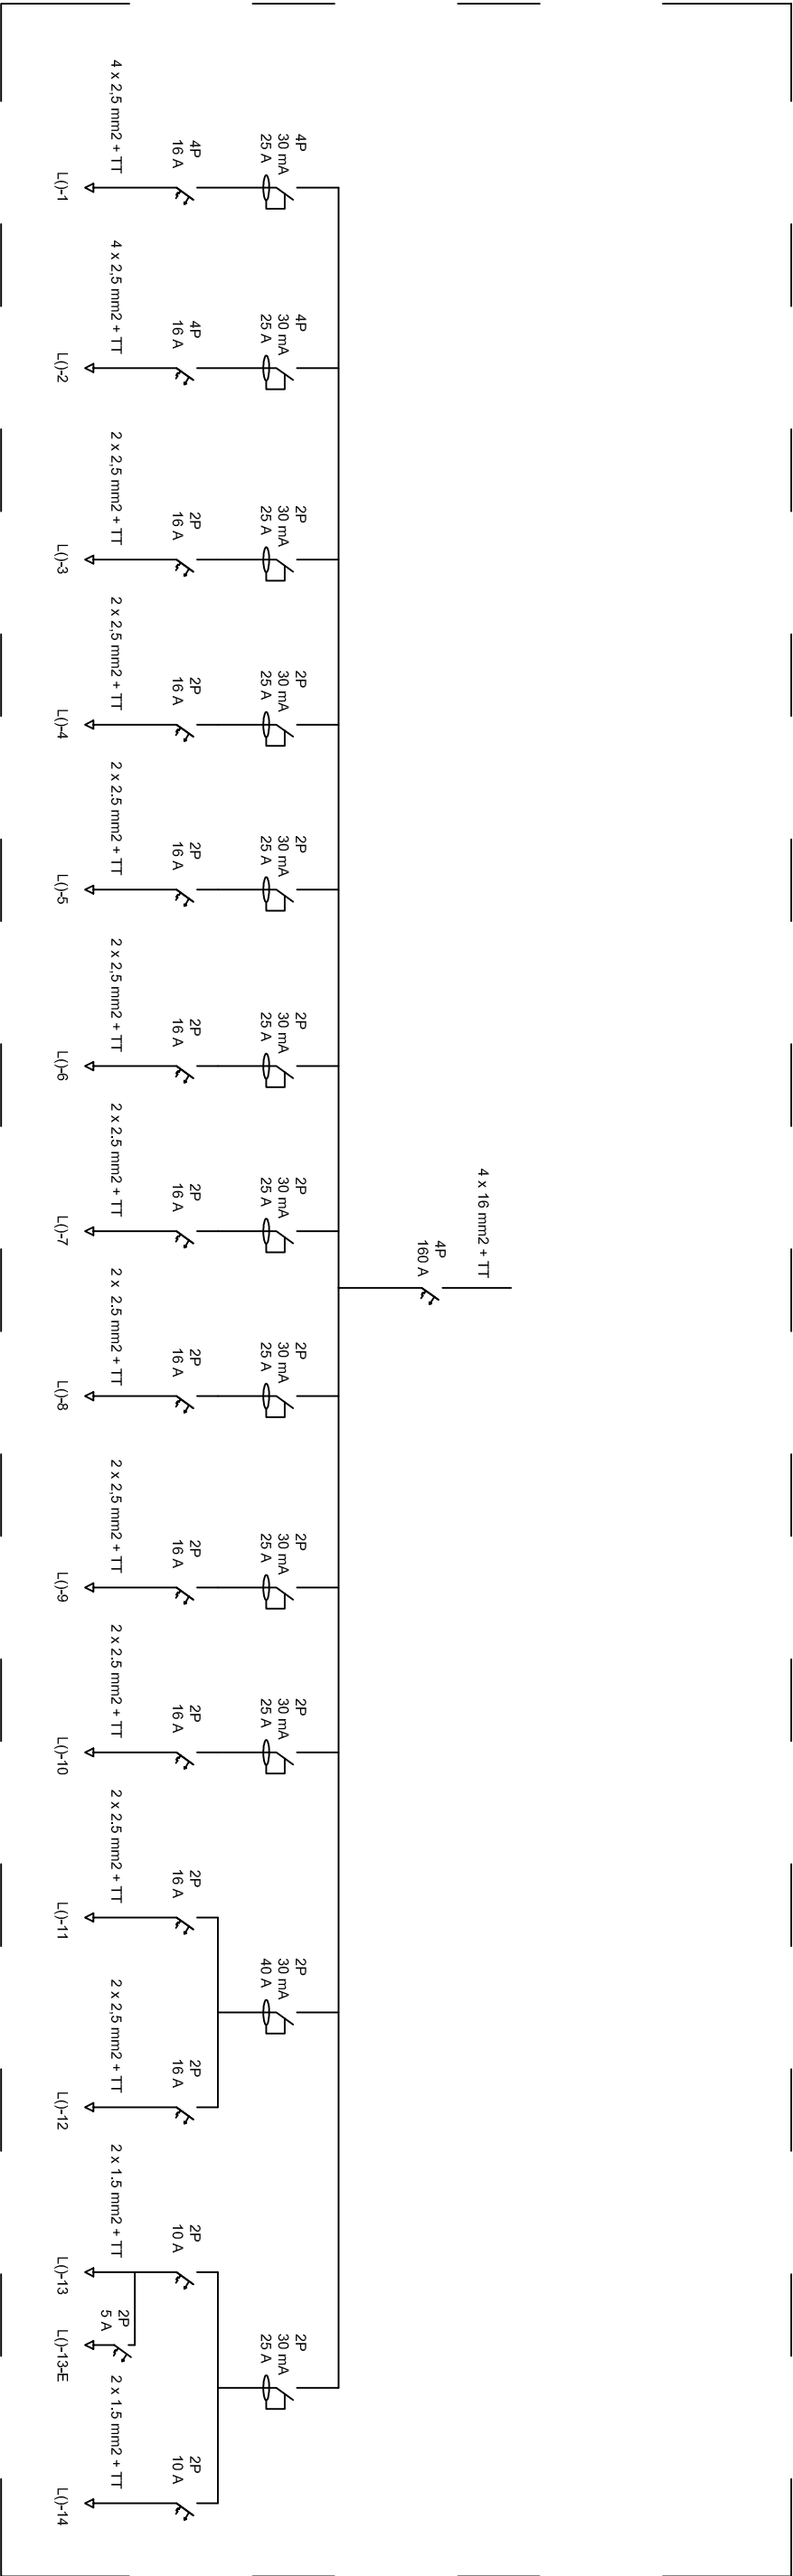 4 x 16 mm2 + TT
4P
160 A
4P
30 mA
25 A
4P
16 A
4 x 2,5 mm2 + TT
L()-1
4P
30 mA
25 A
4P
16 A
4 x 2,5 mm2 + TT
L()-2
2P
30 mA
25 A
2P
16 A
2 x 2,5 mm2 + TT
L()-3
2P
30 mA
25 A
2P
16 A
2 x 2,5 mm2 + TT
L()-4
2P
30 mA
25 A
2P
16 A
2 x 2.5 mm2 + TT
L()-5
2P
30 mA
25 A
2P
16 A
2 x 2,5 mm2 + TT
L()-6
2P
30 mA
25 A
2P
16 A
2 x 2.5 mm2 + TT
L()-7
2P
30 mA
25 A
2P
16 A
2 x 2.5 mm2 + TT
L()-8
2P
30 mA
25 A
2P
16 A
2 x 2,5 mm2 + TT
L()-9
2P
30 mA
25 A
2P
16 A
2 x 2.5 mm2 + TT
L()-10
2P
30 mA
40 A
2P
16 A
2 x 2.5 mm2 + TT
L()-11
2P
16 A
2 x 2,5 mm2 + TT
L()-12
2P
30 mA
25 A
2P
10 A
2 x 1.5 mm2 + TT
L()-13
2P
5 A
L()-13-E
2P
10 A
2 x 1.5 mm2 + TT
L()-14